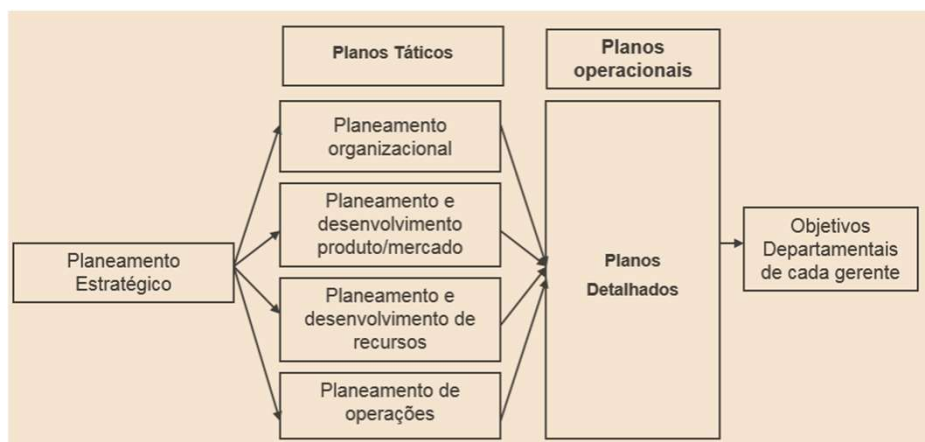 Planos Táticos
Planos
operacionais
Planeamento
organizacional
Planeamento e
desenvolvimento
produto/mercado
Planeamento
Estratégico
Planeamento e
desenvolvimento de
recursos
Planeamento de
operações
Planos
Detalhados
Objetivos
Departamentais
de cada gerente